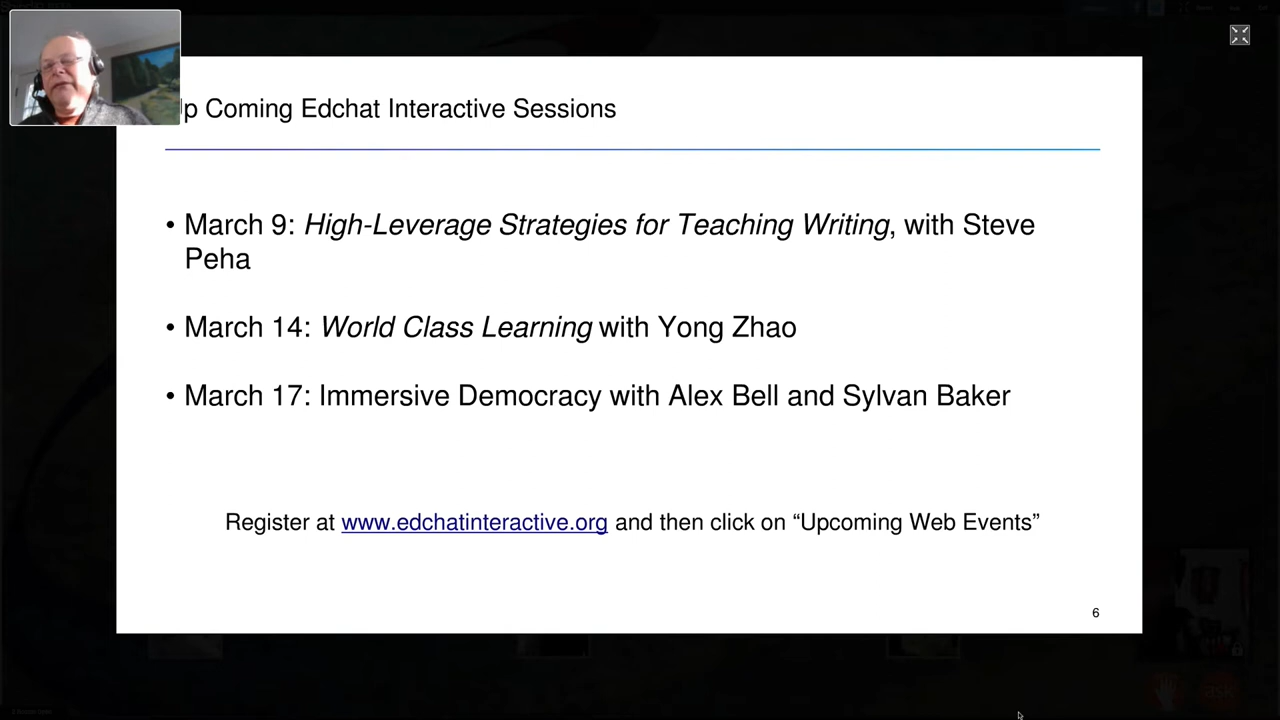 p Coming Edchat Interactive Sessions
• March 9: High-Leverage Strategies for Teaching Writing, with Steve
Peha
• March 14: World Class Learning with Yong Zhao
• March 17: Immersive Democracy with Alex Bell and Sylvan Baker
Register at www.edchatinteractive.org and then click on “Upcoming Web Events”
6